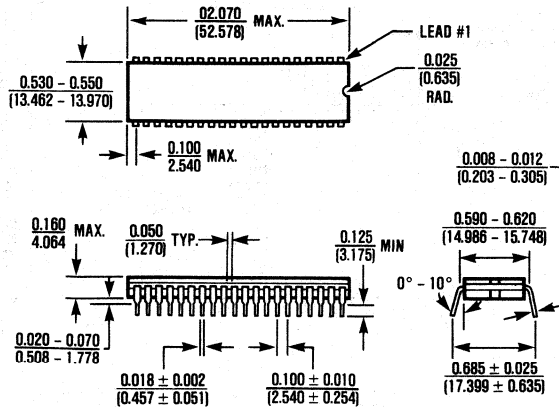 02.070
(52.578) MAX.
LEAD #1
0.025
(0.635)
RAD.
0.530 – 0.550
(13.462 – 13.970)
0.100
2.540 MAX.
0.008 – 0.012
(0.203 – 0.305)
0.160
4.064 MAX.
0.050
(1.270) TYP.
0.125
(3.175) MIN
0.590 – 0.620
(14.986 – 15.748)
0° – 10°
0.020 – 0.070
0.508 – 1.778
0.018 ± 0.002
(0.457 ± 0.051)
0.100 ± 0.010
(2.540 ± 0.254)
0.685 ± 0.025
(17.399 ± 0.635)